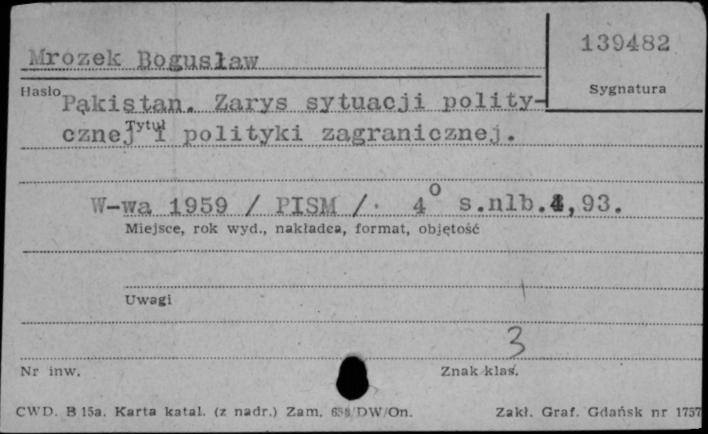 139482
Mrozek Bogusław
Sygnatura
Hasło
Pakistan. Zarys sytuacji polity-
Tytuł
cznej i polityki zagranicznej.
W-wa 1959 / PISM /. 4° s.nlb.4,93.
Miejsce, rok wyd., nakładca, format, objętość
Uwagi
3
Nr inw. Znak klas.
CWD. B 15a. Karta katal. (z nadr.) Zam. DW/On. Zakł. Graf. Gdańsk nr 1757